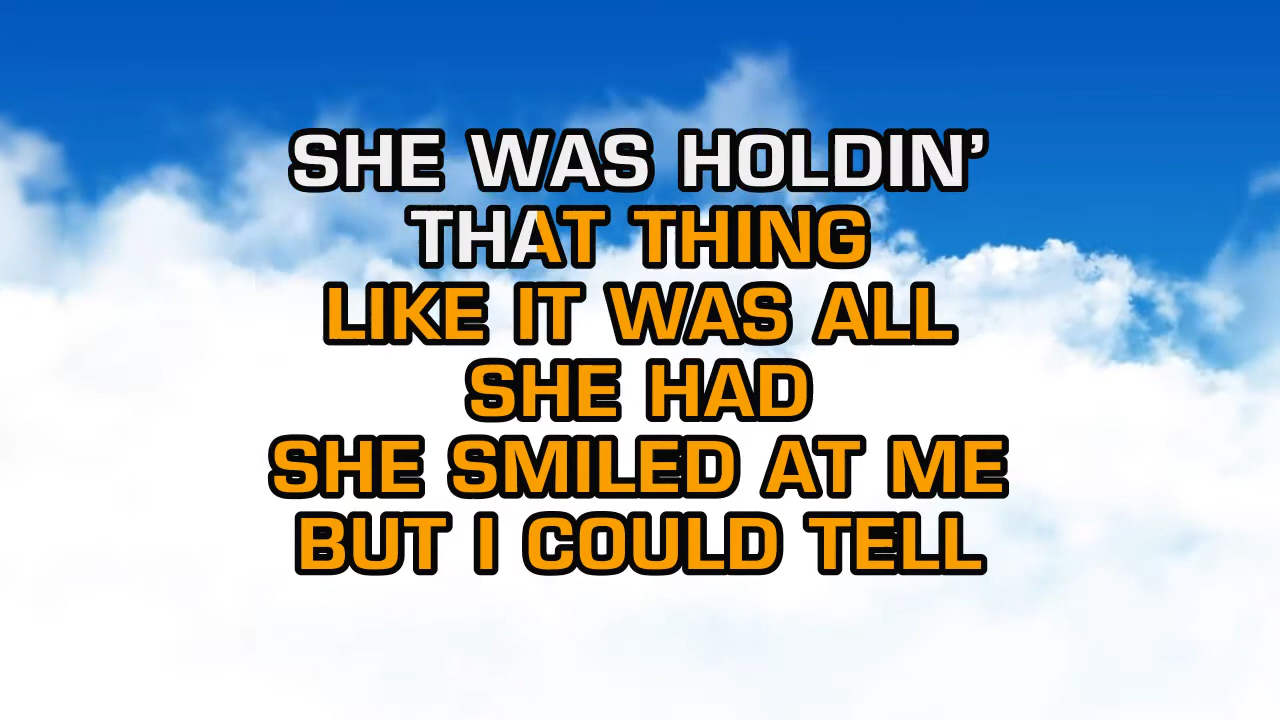 SHE WAS HOLDIN’
THAT THING
LIKE IT WAS ALL
SHE HAD
SHE SMILED AT ME
BUT I COULD TELL